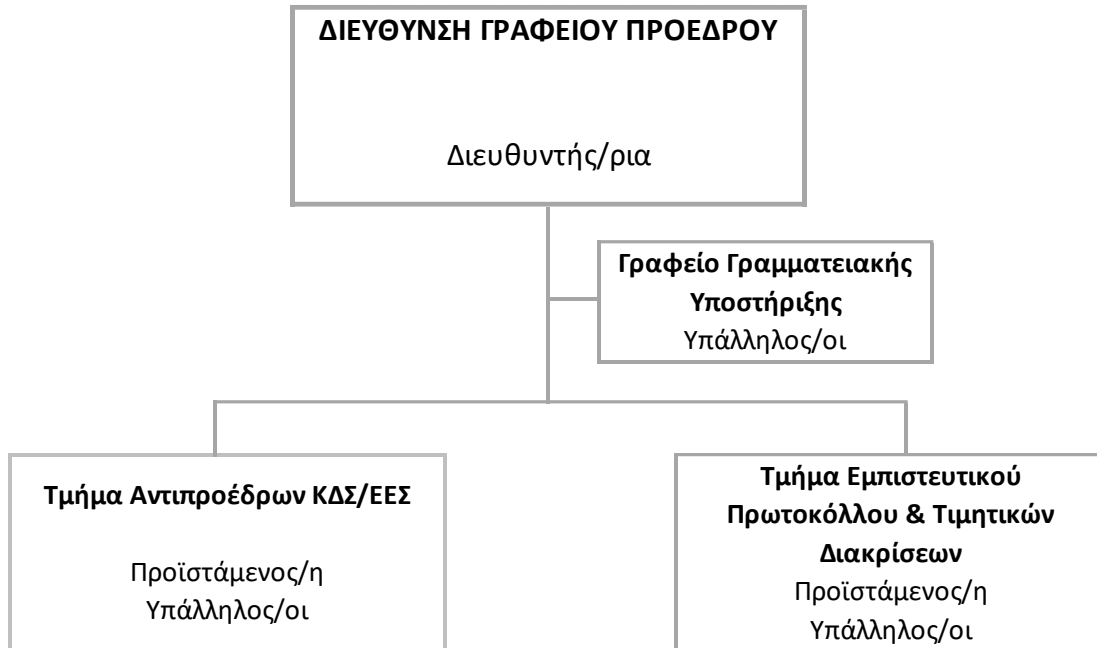 ΔΙΕΥΘΥΝΣΗ ΓΡΑΦΕΙΟΥ ΠΡΟΕΔΡΟΥ
Διευθυντής/ρια
Γραφείο Γραμματειακής
Υποστήριξης
Υπάλληλος/οι
Τμήμα Αντιπροέδρων ΚΔΣ/ΕΕΣ
Προϊστάμενος/η
Υπάλληλος/οι
Τμήμα Εμπιστευτικού
Πρωτοκόλλου & Τιμητικών
Διακρίσεων
Προϊστάμενος/η
Υπάλληλος/οι